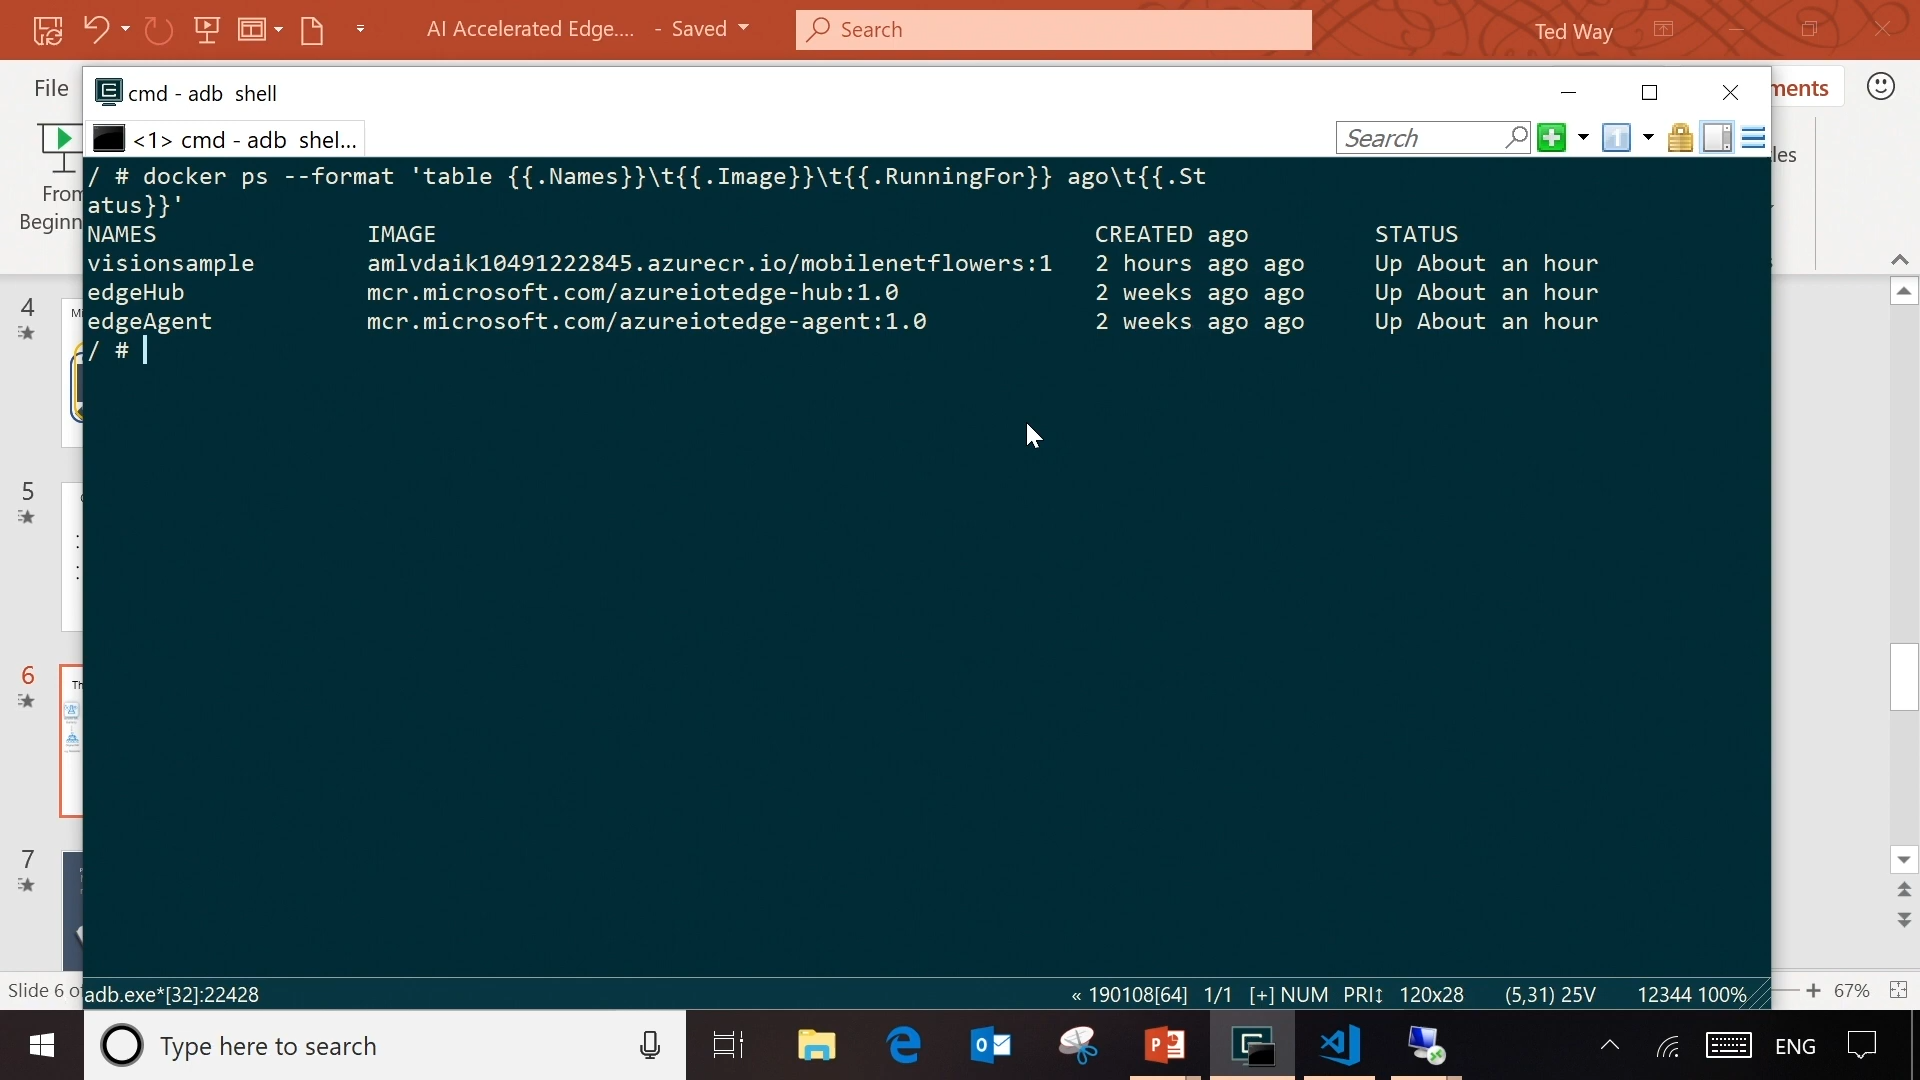 AI Accelerated Edge.... - Saved
Search
Ted Way
File
ments
cmd - adb shell
<1> cmd - adb shel...
Search
1
From
Beginn
les
/ # docker ps --format 'table {{.Names}}\t{{.Image}}\t{{.RunningFor}} ago\t{{.St
atus}}'
NAMES IMAGE CREATED ago STATUS
visionsample amlvdaik10491222845.azurecr.io/mobilenetflowers:1 2 hours ago ago Up About an hour
edgeHub mcr.microsoft.com/azureiotedge-hub:1.0 2 weeks ago ago Up About an hour
edgeAgent mcr.microsoft.com/azureiotedge-agent:1.0 2 weeks ago ago Up About an hour
/ #
4
Mi
5
6
Th
7
Slide 6 o
adb.exe*[32]:22428
« 190108[64] 1/1 [+] NUM PRI↕ 120x28 (5,31) 25V 12344 100%
67%
Type here to search
ENG